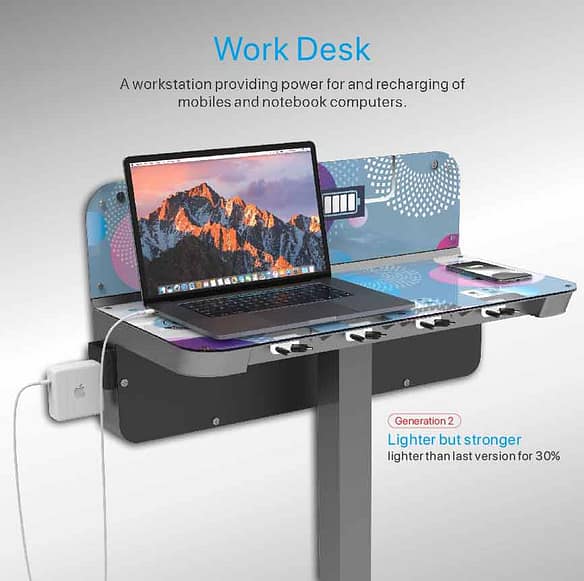 Work Desk
A workstation providing power for and recharging of
mobiles and notebook computers.
Generation 2
Lighter but stronger
lighter than last version for 30%